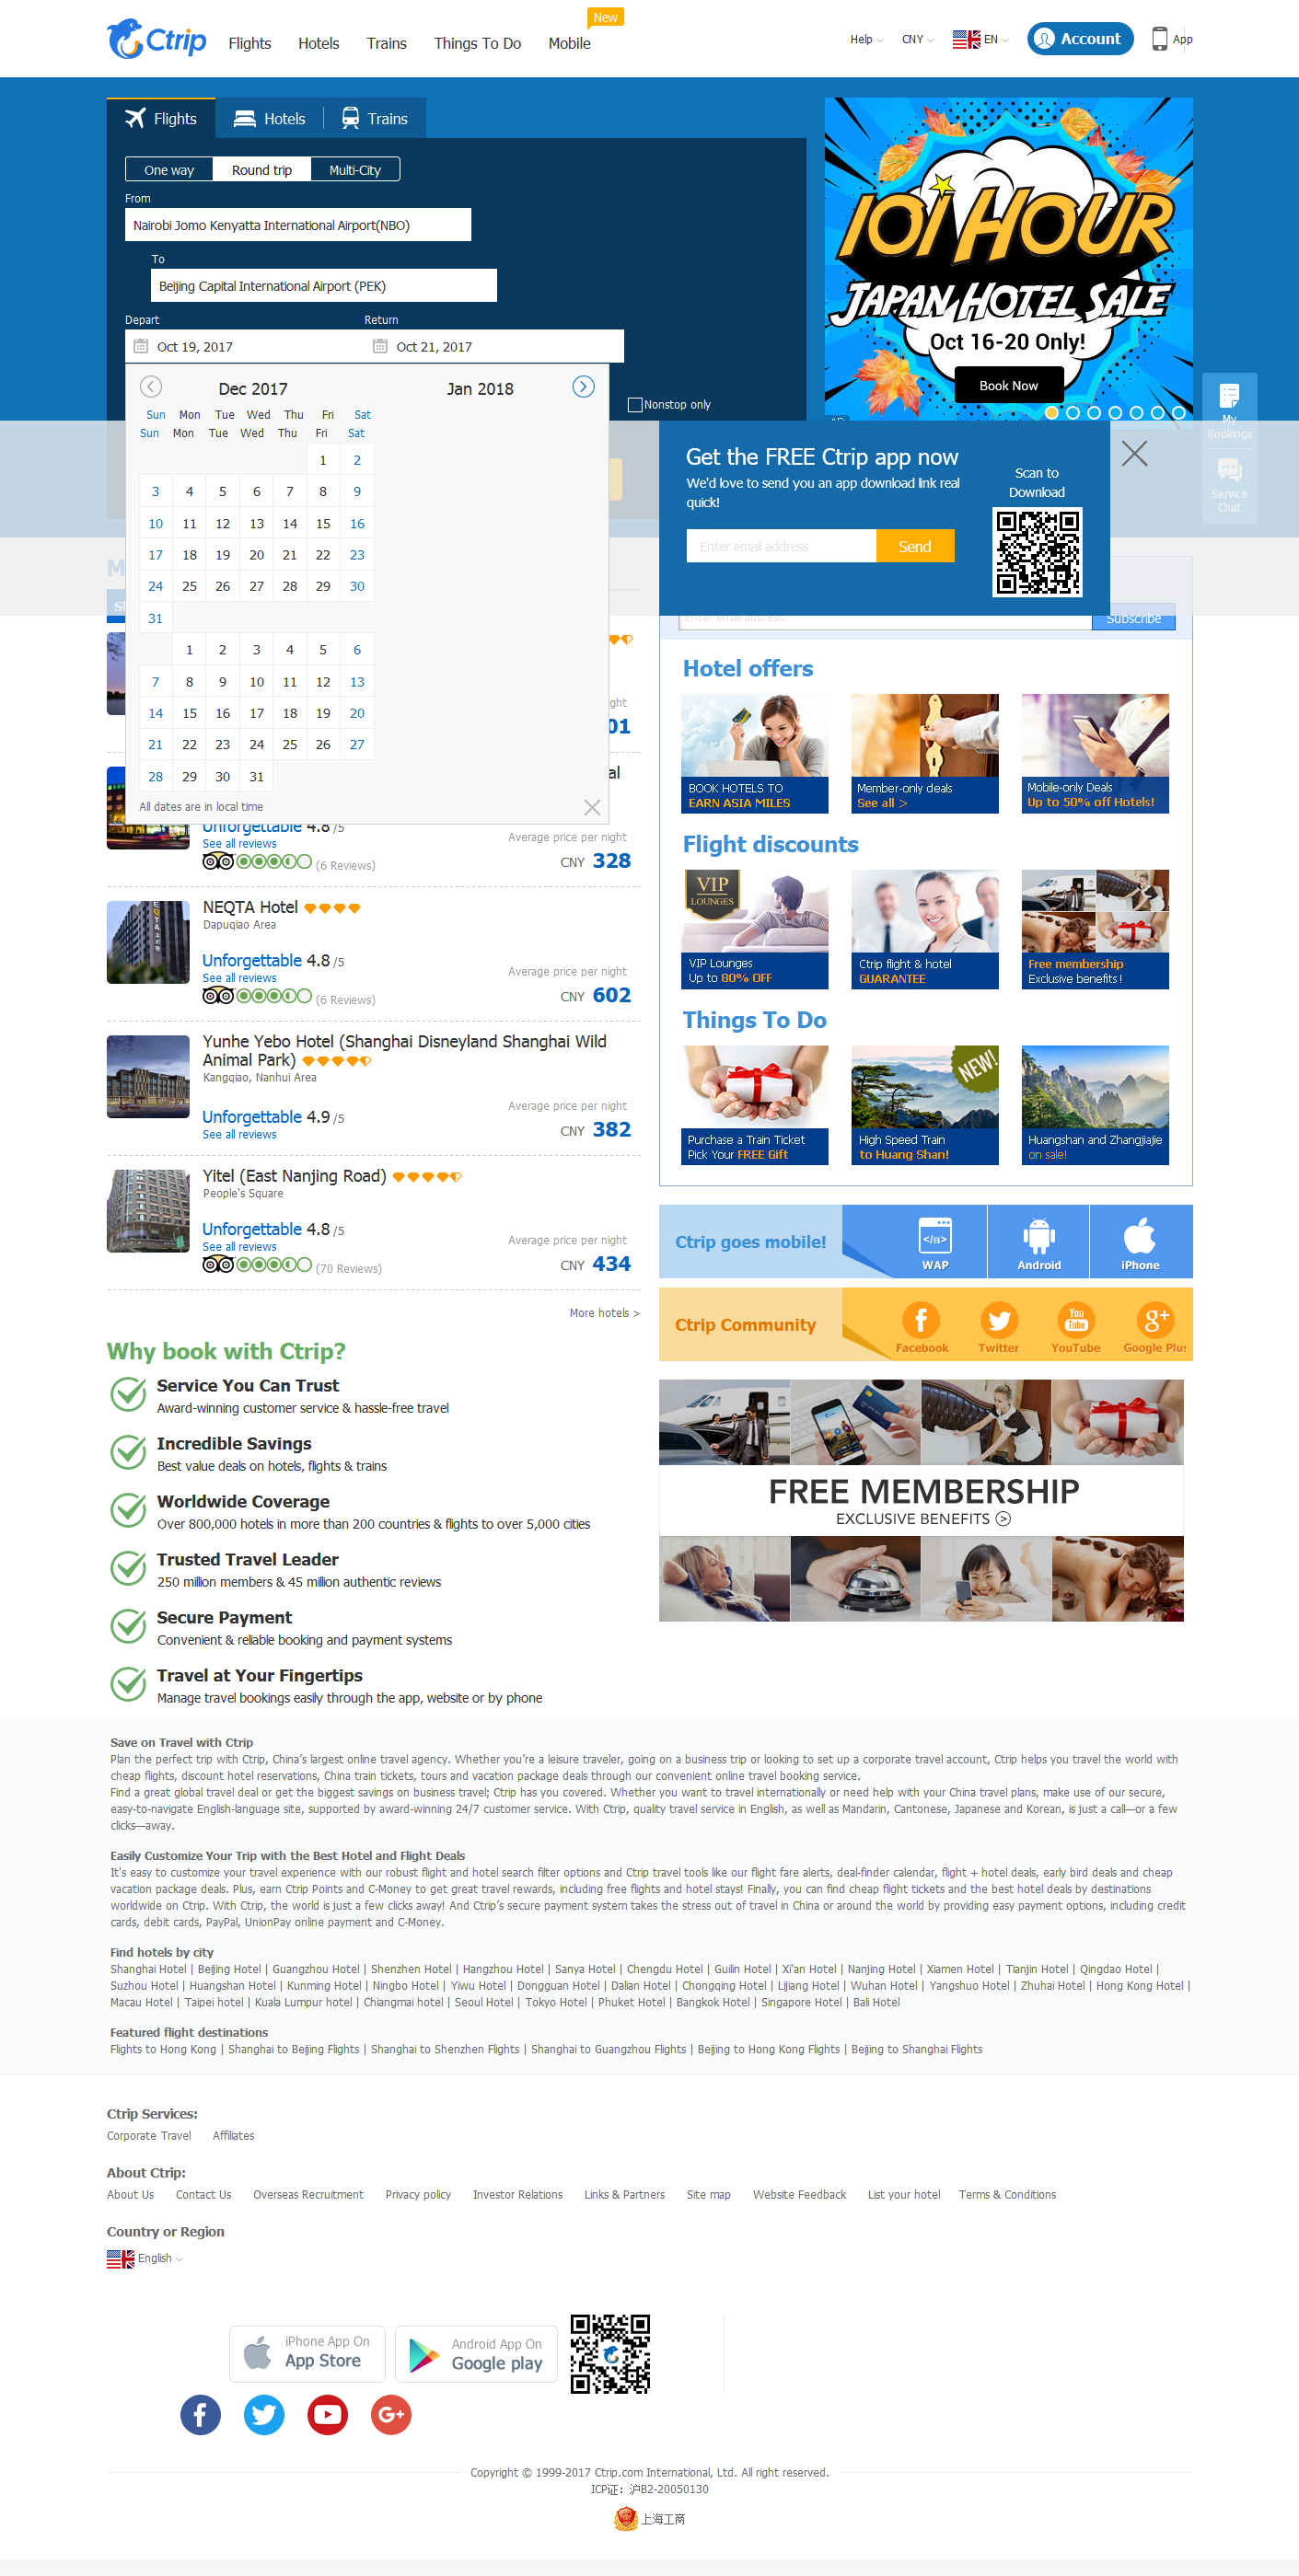 New
Ctrip
Flights
Hotels
Trains
Things To Do
Mobile
Help
CNY
EN
Account
App
Flights
Hotels
Trains
One way
Round trip
Multi-City
From
Nairobi Jomo Kenyatta International Airport(NBO)
To
Beijing Capital International Airport (PEK)
Depart
Return
Oct 19, 2017
Oct 21, 2017
Nonstop only
101 HOUR
JAPAN HOTEL SALE
Oct 16-20 Only!
Book Now
My
Bookings
Service
Chat
Dec 2017
Jan 2018
Sun Mon Tue Wed Thu Fri Sat
Sun Mon Tue Wed Thu Fri Sat
1 2
3 4 5 6 7 8 9
10 11 12 13 14 15 16
17 18 19 20 21 22 23
24 25 26 27 28 29 30
31
1 2 3 4 5 6
7 8 9 10 11 12 13
14 15 16 17 18 19 20
21 22 23 24 25 26 27
28 29 30 31
All dates are in local time
Get the FREE Ctrip app now
We'd love to send you an app download link real
quick!
Enter email address
Send
Scan to
Download
Enter email address.
Subscribe
Unforgettable 4.8 /5
See all reviews
(6 Reviews)
Average price per night
CNY 328
NEQTA Hotel
Dapuqiao Area
Unforgettable 4.8 /5
See all reviews
(6 Reviews)
Average price per night
CNY 602
Yunhe Yebo Hotel (Shanghai Disneyland Shanghai Wild
Animal Park)
Kangqiao, Nanhui Area
Unforgettable 4.9 /5
See all reviews
Average price per night
CNY 382
Yitel (East Nanjing Road)
People's Square
Unforgettable 4.8 /5
See all reviews
(70 Reviews)
Average price per night
CNY 434
More hotels >
Hotel offers
BOOK HOTELS TO
EARN ASIA MILES
Member-only deals
See all >
Mobile-only Deals
Up to 50% off Hotels!
Flight discounts
VIP
LOUNGES
VIP Lounges
Up to 80% OFF
Ctrip flight & hotel
GUARANTEE
Free membership
Exclusive benefits !
Things To Do
Purchase a Train Ticket
Pick Your FREE Gift
NEW!
High Speed Train
to Huang Shan!
Huangshan and Zhangjiajie
on sale!
Ctrip goes mobile!
WAP
Android
iPhone
Ctrip Community
Facebook
Twitter
YouTube
Google Plus
FREE MEMBERSHIP
EXCLUSIVE BENEFITS
Why book with Ctrip?
Service You Can Trust
Award-winning customer service & hassle-free travel
Incredible Savings
Best value deals on hotels, flights & trains
Worldwide Coverage
Over 800,000 hotels in more than 200 countries & flights to over 5,000 cities
Trusted Travel Leader
250 million members & 45 million authentic reviews
Secure Payment
Convenient & reliable booking and payment systems
Travel at Your Fingertips
Manage travel bookings easily through the app, website or by phone
Save on Travel with Ctrip
Plan the perfect trip with Ctrip, China's largest online travel agency. Whether you're a leisure traveler, going on a business trip or looking to set up a corporate travel account, Ctrip helps you travel the world with
cheap flights, discount hotel reservations, China train tickets, tours and vacation package deals through our convenient online travel booking service.
Find a great global travel deal or get the biggest savings on business travel; Ctrip has you covered. Whether you want to travel internationally or need help with your China travel plans, make use of our secure,
easy-to-navigate English-language site, supported by award-winning 24/7 customer service. With Ctrip, quality travel service in English, as well as Mandarin, Cantonese, Japanese and Korean, is just a call—or a few
clicks—away.
Easily Customize Your Trip with the Best Hotel and Flight Deals
It's easy to customize your travel experience with our robust flight and hotel search filter options and Ctrip travel tools like our flight fare alerts, deal-finder calendar, flight + hotel deals, early bird deals and cheap
vacation package deals. Plus, earn Ctrip Points and C-Money to get great travel rewards, including free flights and hotel stays! Finally, you can find cheap flight tickets and the best hotel deals by destinations
worldwide on Ctrip. With Ctrip, the world is just a few clicks away! And Ctrip's secure payment system takes the stress out of travel in China or around the world by providing easy payment options, including credit
cards, debit cards, PayPal, UnionPay online payment and C-Money.
Find hotels by city
Shanghai Hotel | Beijing Hotel | Guangzhou Hotel | Shenzhen Hotel | Hangzhou Hotel | Sanya Hotel | Chengdu Hotel | Guilin Hotel | Xi'an Hotel | Nanjing Hotel | Xiamen Hotel | Tianjin Hotel | Qingdao Hotel |
Suzhou Hotel | Huangshan Hotel | Kunming Hotel | Ningbo Hotel | Yiwu Hotel | Dongguan Hotel | Dalian Hotel | Chongqing Hotel | Lijiang Hotel | Wuhan Hotel | Yangshuo Hotel | Zhuhai Hotel | Hong Kong Hotel |
Macau Hotel | Taipei hotel | Kuala Lumpur hotel | Chiangmai hotel | Seoul Hotel | Tokyo Hotel | Phuket Hotel | Bangkok Hotel | Singapore Hotel | Bali Hotel
Featured flight destinations
Flights to Hong Kong | Shanghai to Beijing Flights | Shanghai to Shenzhen Flights | Shanghai to Guangzhou Flights | Beijing to Hong Kong Flights | Beijing to Shanghai Flights
Ctrip Services:
Corporate Travel
Affiliates
About Ctrip:
About Us
Contact Us
Overseas Recruitment
Privacy policy
Investor Relations
Links & Partners
Site map
Website Feedback
List your hotel
Terms & Conditions
Country or Region
English
iPhone App On
App Store
Android App On
Google play
Copyright © 1999-2017 Ctrip.com International, Ltd. All right reserved.
ICP证：沪B2-20050130
上海工商